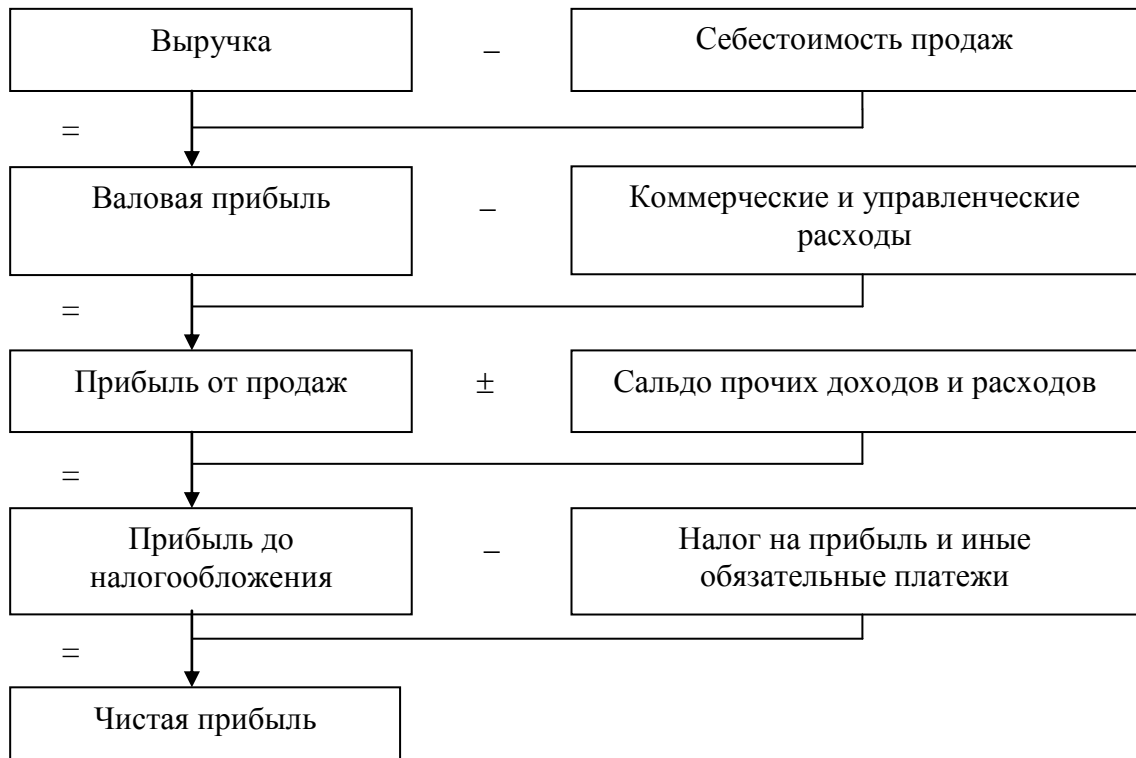 Выручка
–
Себестоимость продаж
=
Валовая прибыль
–
Коммерческие и управленческие
расходы
=
Прибыль от продаж
±
Сальдо прочих доходов и расходов
=
Прибыль до
налогообложения
–
Налог на прибыль и иные
обязательные платежи
=
Чистая прибыль